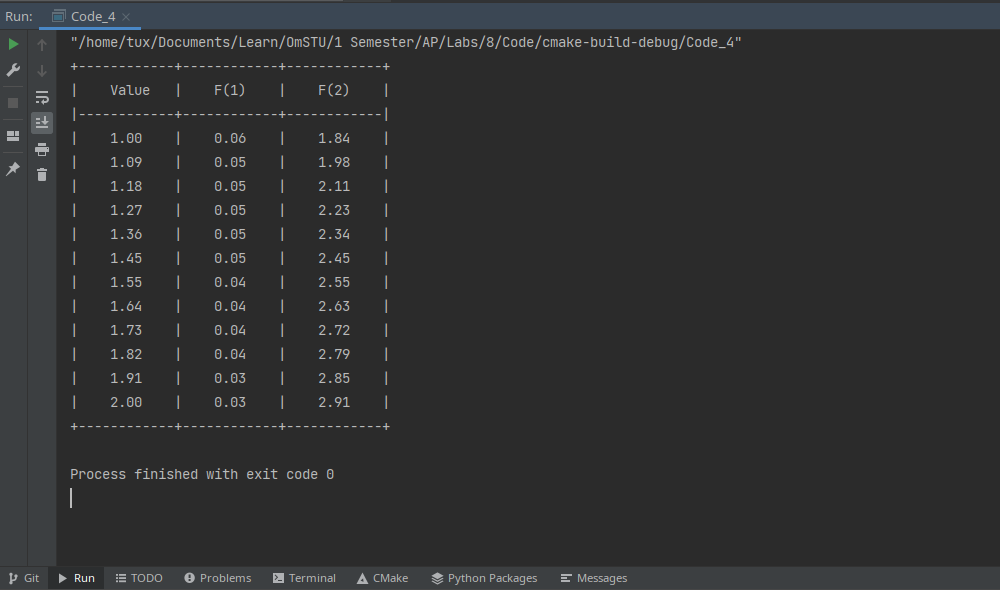 Run: Code_4 ×
"/home/tux/Documents/Learn/OmSTU/1 Semester/AP/Labs/8/Code/cmake-build-debug/Code_4"
+------------+------------+------------+
|    Value   |    F(1)    |    F(2)    |
|------------+------------+------------|
|    1.00    |    0.06    |    1.84    |
|    1.09    |    0.05    |    1.98    |
|    1.18    |    0.05    |    2.11    |
|    1.27    |    0.05    |    2.23    |
|    1.36    |    0.05    |    2.34    |
|    1.45    |    0.05    |    2.45    |
|    1.55    |    0.04    |    2.55    |
|    1.64    |    0.04    |    2.63    |
|    1.73    |    0.04    |    2.72    |
|    1.82    |    0.04    |    2.79    |
|    1.91    |    0.03    |    2.85    |
|    2.00    |    0.03    |    2.91    |
+------------+------------+------------+
Process finished with exit code 0
Git Run TODO Problems Terminal CMake Python Packages Messages